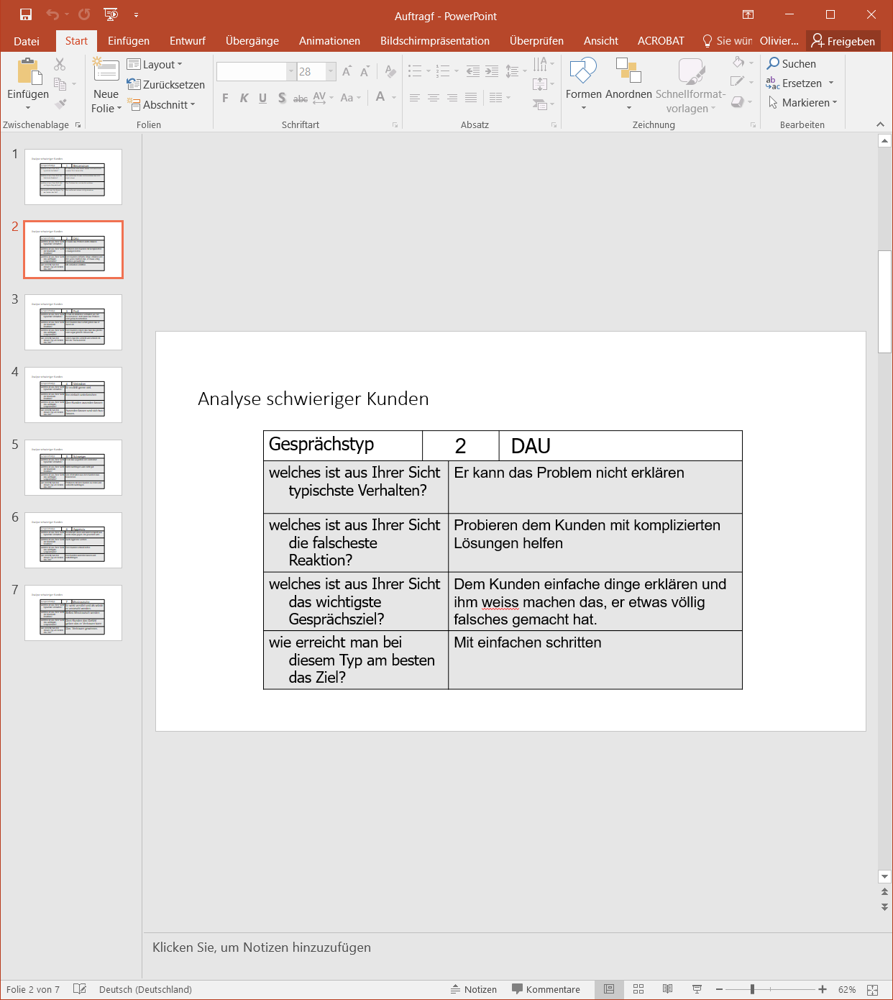 Auftragf - PowerPoint
Datei Start Einfügen Entwurf Übergänge Animationen Bildschirmpräsentation Überprüfen Ansicht ACROBAT Sie wün Olivier... Freigeben
Einfügen
Neue Folie
Layout
Zurücksetzen
Abschnitt
28
F K U S abc AV Aa A
Formen Anordnen Schnellformat-
vorlagen
Suchen
Ersetzen
Markieren
Zwischenablage Folien Schriftart Absatz Zeichnung Bearbeiten
1
2
3
4
5
6
7
Analyse schwieriger Kunden
Gesprächstyp 2 DAU
welches ist aus Ihrer Sicht
typischste Verhalten?
Er kann das Problem nicht erklären
welches ist aus Ihrer Sicht
die falscheste
Reaktion?
Probieren dem Kunden mit komplizierten
Lösungen helfen
welches ist aus Ihrer Sicht
das wichtigste
Gesprächsziel?
Dem Kunden einfache dinge erklären und
ihm weiss machen das, er etwas völlig
falsches gemacht hat.
wie erreicht man bei
diesem Typ am besten
das Ziel?
Mit einfachen schritten
Klicken Sie, um Notizen hinzuzufügen
Folie 2 von 7 Deutsch (Deutschland) Notizen Kommentare 62%